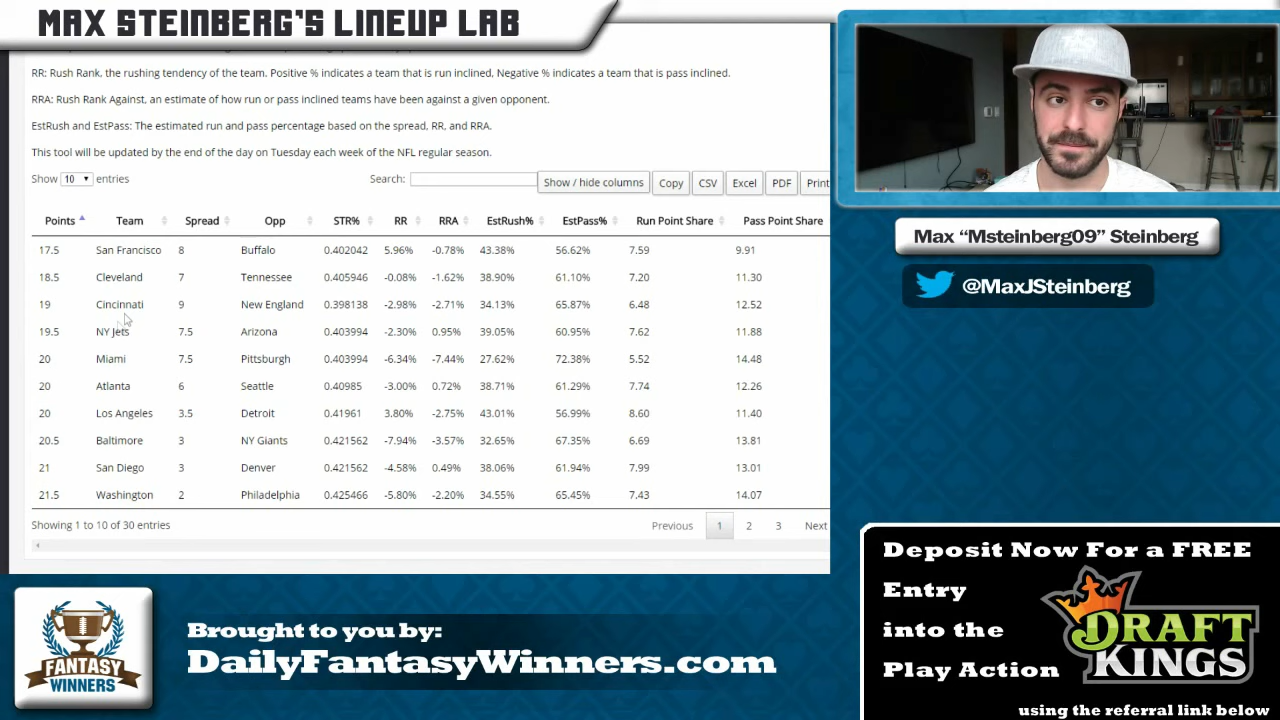 MAX STEINBERG'S LINEUP LAB
RR: Rush Rank, the rushing tendency of the team. Positive % indicates a team that is run inclined, Negative % indicates a team that is pass inclined.
RRA: Rush Rank Against, an estimate of how run or pass inclined teams have been against a given opponent.
EstRush and EstPass: The estimated run and pass percentage based on the spread, RR, and RRA.
This tool will be updated by the end of the day on Tuesday each week of the NFL regular season.
Show 10 entries Search: Show / hide columns Copy CSV Excel PDF Print
Points Team Spread Opp STR% RR RRA EstRush% EstPass% Run Point Share Pass Point Share
17.5 San Francisco 8 Buffalo 0.402042 5.96% -0.78% 43.38% 56.62% 7.59 9.91
18.5 Cleveland 7 Tennessee 0.405946 -0.08% -1.62% 38.90% 61.10% 7.20 11.30
19 Cincinnati 9 New England 0.398138 -2.98% -2.71% 34.13% 65.87% 6.48 12.52
19.5 NY Jets 7.5 Arizona 0.403994 -2.30% 0.95% 39.05% 60.95% 7.62 11.88
20 Miami 7.5 Pittsburgh 0.403994 -6.34% -7.44% 27.62% 72.38% 5.52 14.48
20 Atlanta 6 Seattle 0.40985 -3.00% 0.72% 38.71% 61.29% 7.74 12.26
20 Los Angeles 3.5 Detroit 0.41961 3.80% -2.75% 43.01% 56.99% 8.60 11.40
20.5 Baltimore 3 NY Giants 0.421562 -7.94% -3.57% 32.65% 67.35% 6.69 13.81
21 San Diego 3 Denver 0.421562 -4.58% 0.49% 38.06% 61.94% 7.99 13.01
21.5 Washington 2 Philadelphia 0.425466 -5.80% -2.20% 34.55% 65.45% 7.43 14.07
Showing 1 to 10 of 30 entries Previous 1 2 3 Next
Max "Msteinberg09" Steinberg
@MaxJSteinberg
Deposit Now For a FREE
Entry
into the
Play Action
DRAFT
KINGS
using the referral link below
FANTASY
WINNERS
Brought to you by:
DailyFantasyWinners.com